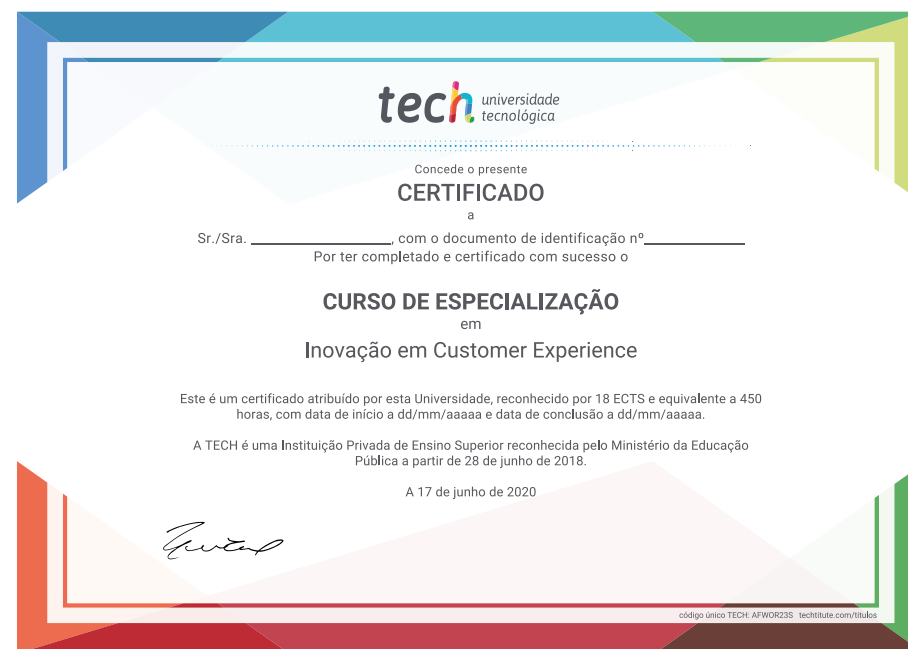 tech universidade
tecnológica
Concede o presente
CERTIFICADO
a
Sr./Sra. ____________________, com o documento de identificação nº______________
Por ter completado e certificado com sucesso o
CURSO DE ESPECIALIZAÇÃO
em
Inovação em Customer Experience
Este é um certificado atribuído por esta Universidade, reconhecido por 18 ECTS e equivalente a 450
horas, com data de início a dd/mm/aaaaa e data de conclusão a dd/mm/aaaaa.
A TECH é uma Instituição Privada de Ensino Superior reconhecida pelo Ministério da Educação
Pública a partir de 28 de junho de 2018.
A 17 de junho de 2020
código único TECH: AFWOR23S techtitute.com/titulos